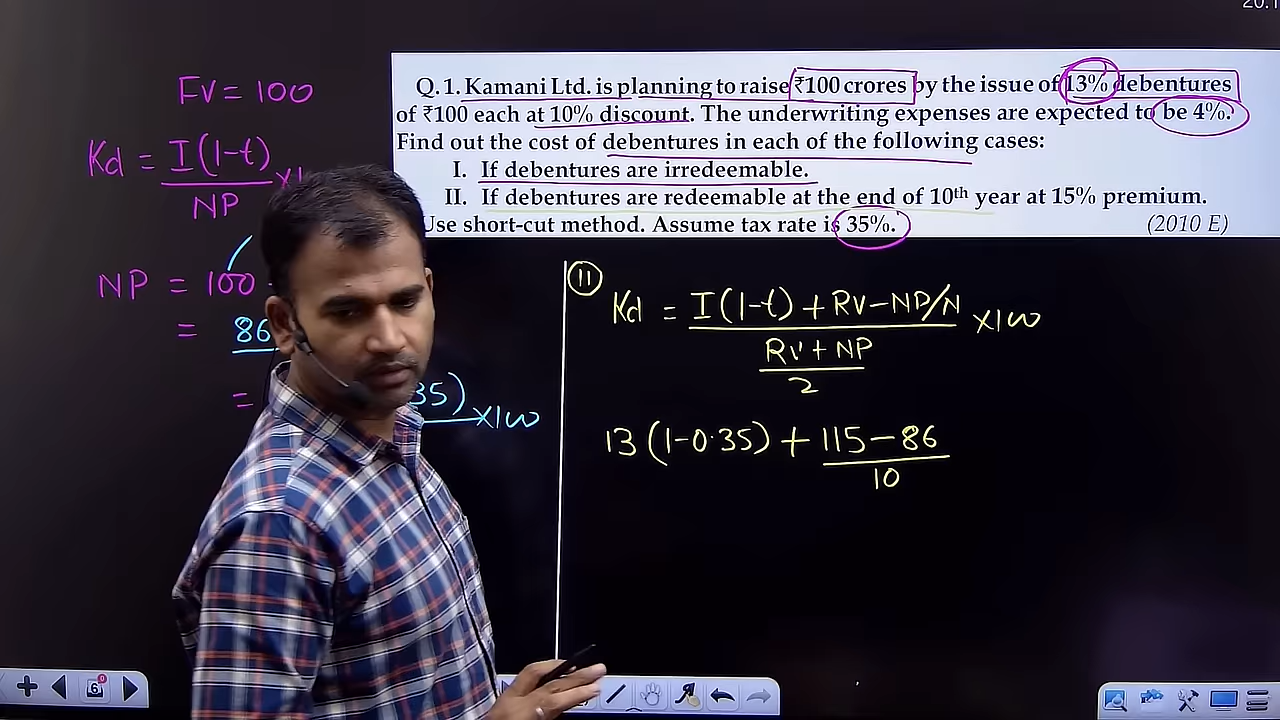 20.1
Q. 1. Kamani Ltd. is planning to raise ₹100 crores by the issue of 13% debentures
of ₹100 each at 10% discount. The underwriting expenses are expected to be 4%.
Find out the cost of debentures in each of the following cases:
I. If debentures are irredeemable.
II. If debentures are redeemable at the end of 10th year at 15% premium.
Use short-cut method. Assume tax rate is 35%.
(2010 E)
FV = 100
Kd = I(1-t)
NP
NP = 100
= 86
= 35) ×100
11
Kd = I(1-t) + RV-NP/N ×100
RV + NP
2
13(1-0.35) + 115-86
10
6
0